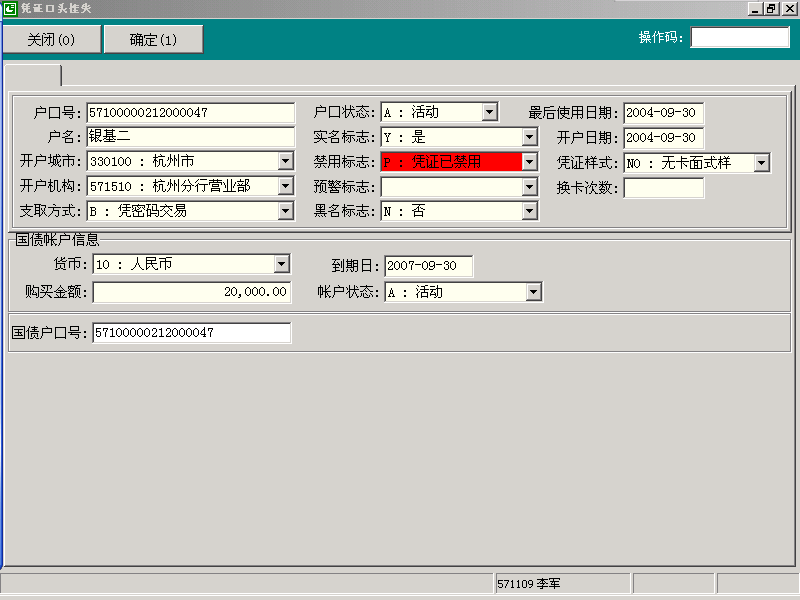 凭证口头挂失
关闭(0) 确定(1) 操作码:
户口号: 57100000212000047 户口状态: A : 活动 最后使用日期: 2004-09-30
户名: 银基二 实名标志: Y : 是 开户日期: 2004-09-30
开户城市: 330100 : 杭州市 禁用标志: P : 凭证已禁用 凭证样式: NO : 无卡面式样
开户机构: 571510 : 杭州分行营业部 预警标志: 换卡次数:
支取方式: B : 凭密码交易 黑名标志: N : 否
国债帐户信息
货币: 10 : 人民币 到期日: 2007-09-30
购买金额: 20,000.00 帐户状态: A : 活动
国债户口号: 57100000212000047
571109 李军